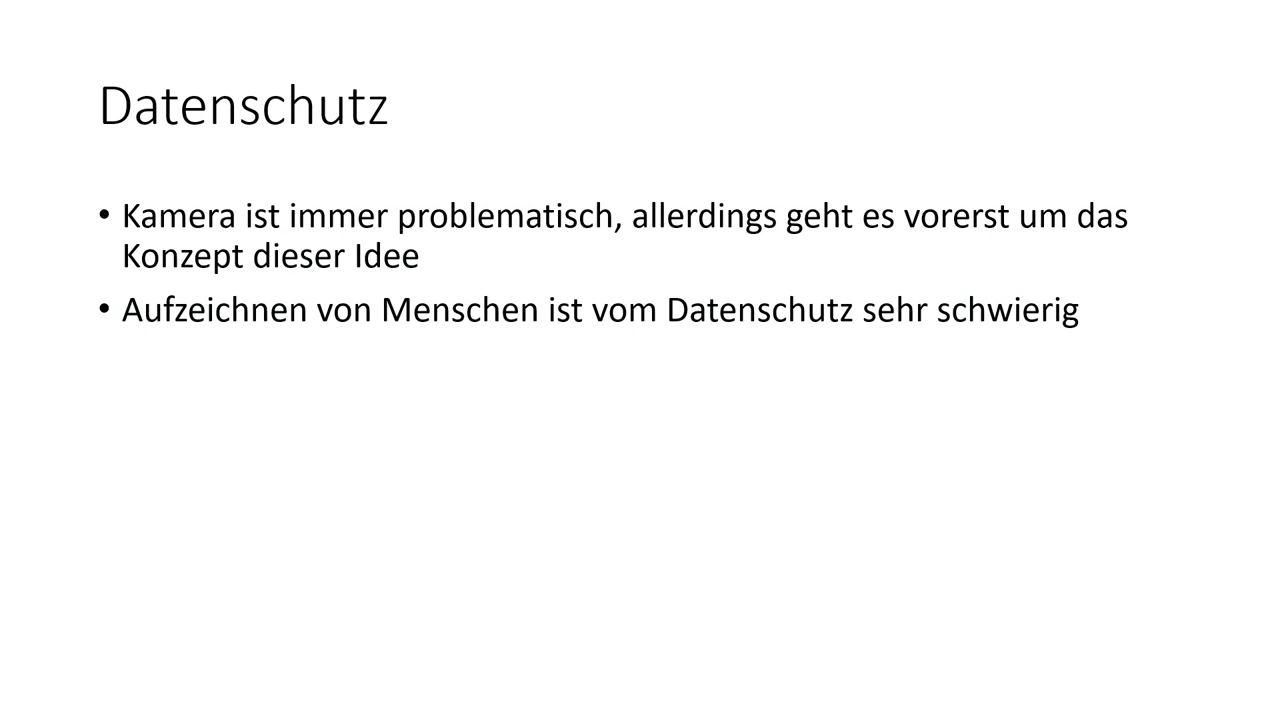 Datenschutz
• Kamera ist immer problematisch, allerdings geht es vorerst um das
Konzept dieser Idee
• Aufzeichnen von Menschen ist vom Datenschutz sehr schwierig